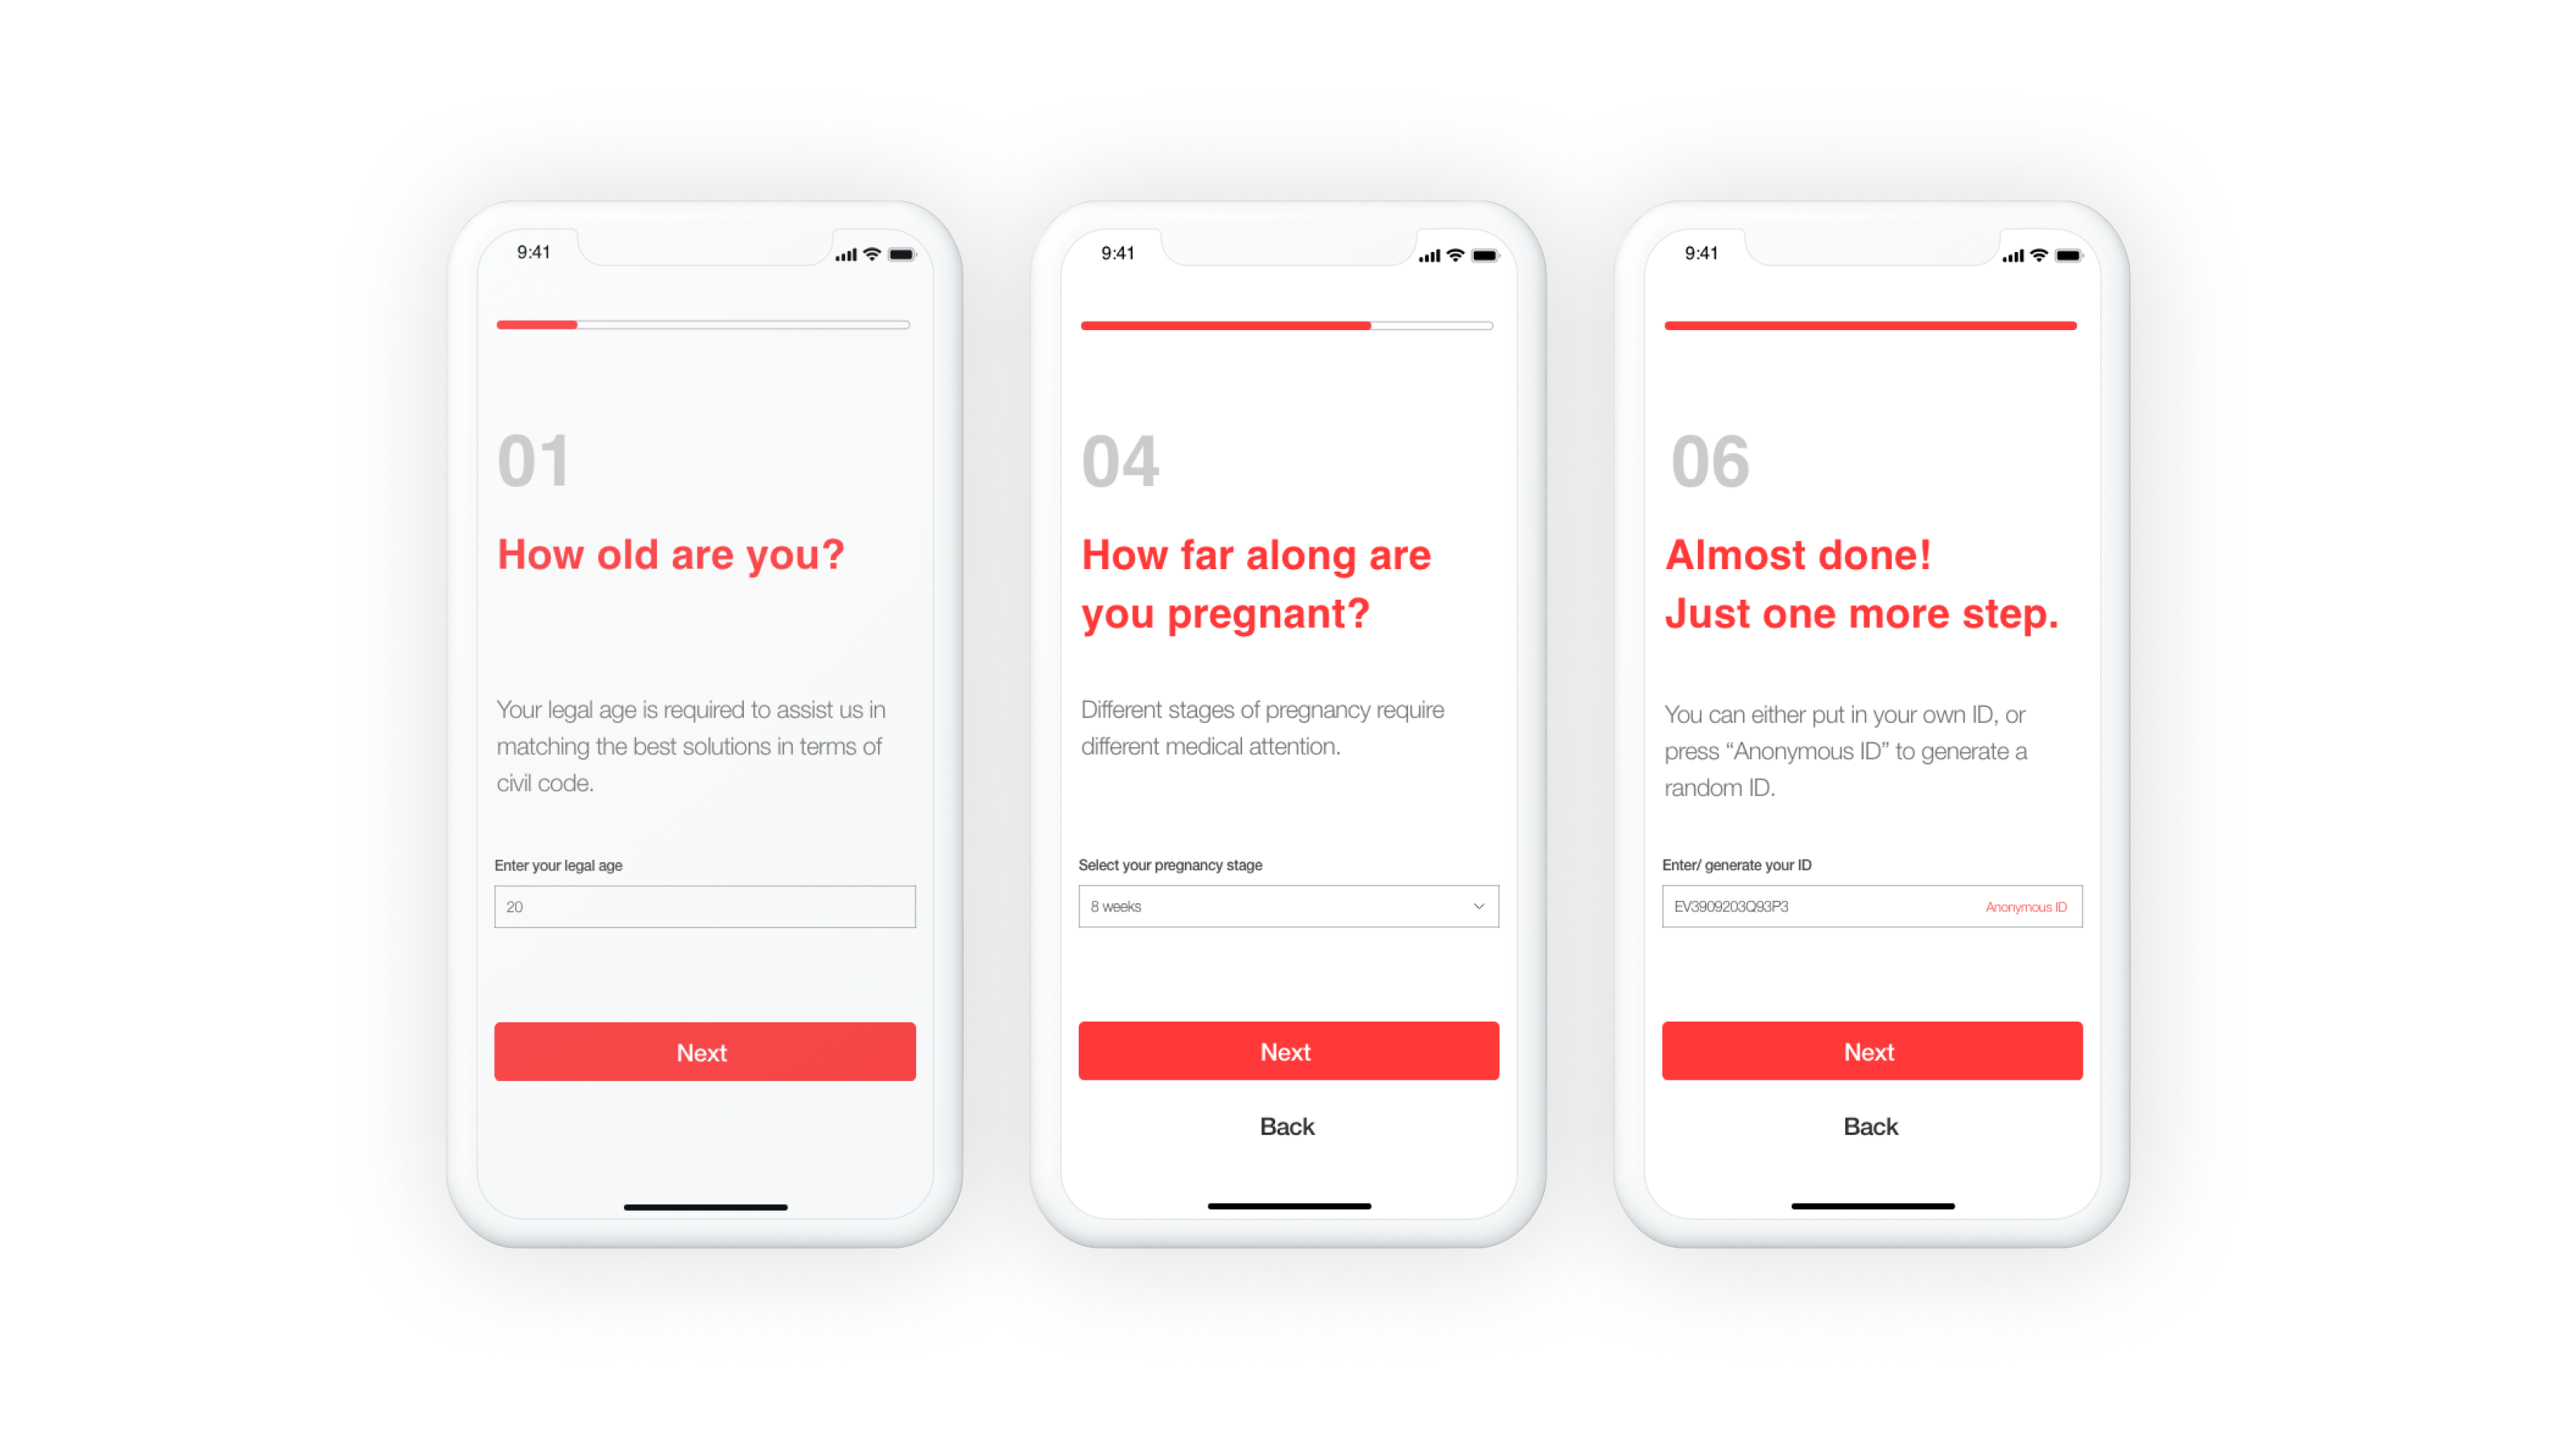 9:41
01
How old are you?
Your legal age is required to assist us in
matching the best solutions in terms of
civil code.
Enter your legal age
20
Next
9:41
04
How far along are
you pregnant?
Different stages of pregnancy require
different medical attention.
Select your pregnancy stage
8 weeks
Next
Back
9:41
06
Almost done!
Just one more step.
You can either put in your own ID, or
press “Anonymous ID” to generate a
random ID.
Enter/ generate your ID
EV3909203Q93P3 Anonymous ID
Next
Back